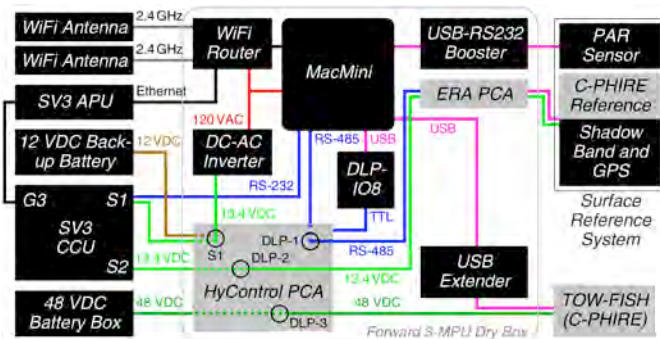 WiFi Antenna
2.4 GHz
WiFi Antenna
2.4 GHz
WiFi
Router
MacMini
USB-RS232
Booster
PAR
Sensor
Ethernet
SV3 APU
120 VAC
ERA PCA
C-PHIRE
Reference
RS-485
USB
USB
12 VDC Back-
up Battery
12VDC
DC-AC
Inverter
DLP-
IO8
Shadow
Band and
GPS
RS-232
TTL
G3
S1
SV3
CCU
S2
13.4 VDC
S1
DLP-1
RS-485
Surface
Reference
System
13.4 VDC
DLP-2
13.4 VDC
USB
Extender
HyControl PCA
48 VDC
Battery Box
48 VDC
48 VDC
DLP-3
TOW-FISH
(C-PHIRE)
Forward 3-MPU Dry Box